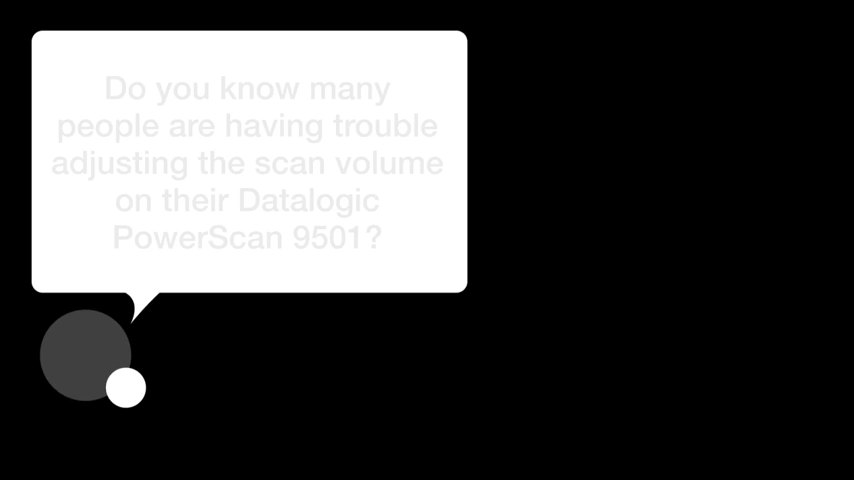 Do you know many
people are having trouble
adjusting the scan volume
on their Datalogic
PowerScan 9501?